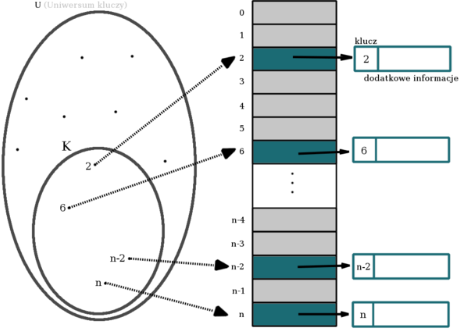 U (Uniwersum kluczy)
K
2
6
n-2
n
0
1
2
3
4
5
6
n-4
n-3
n-2
n-1
n
klucz
2
dodatkowe informacje
6
n-2
n